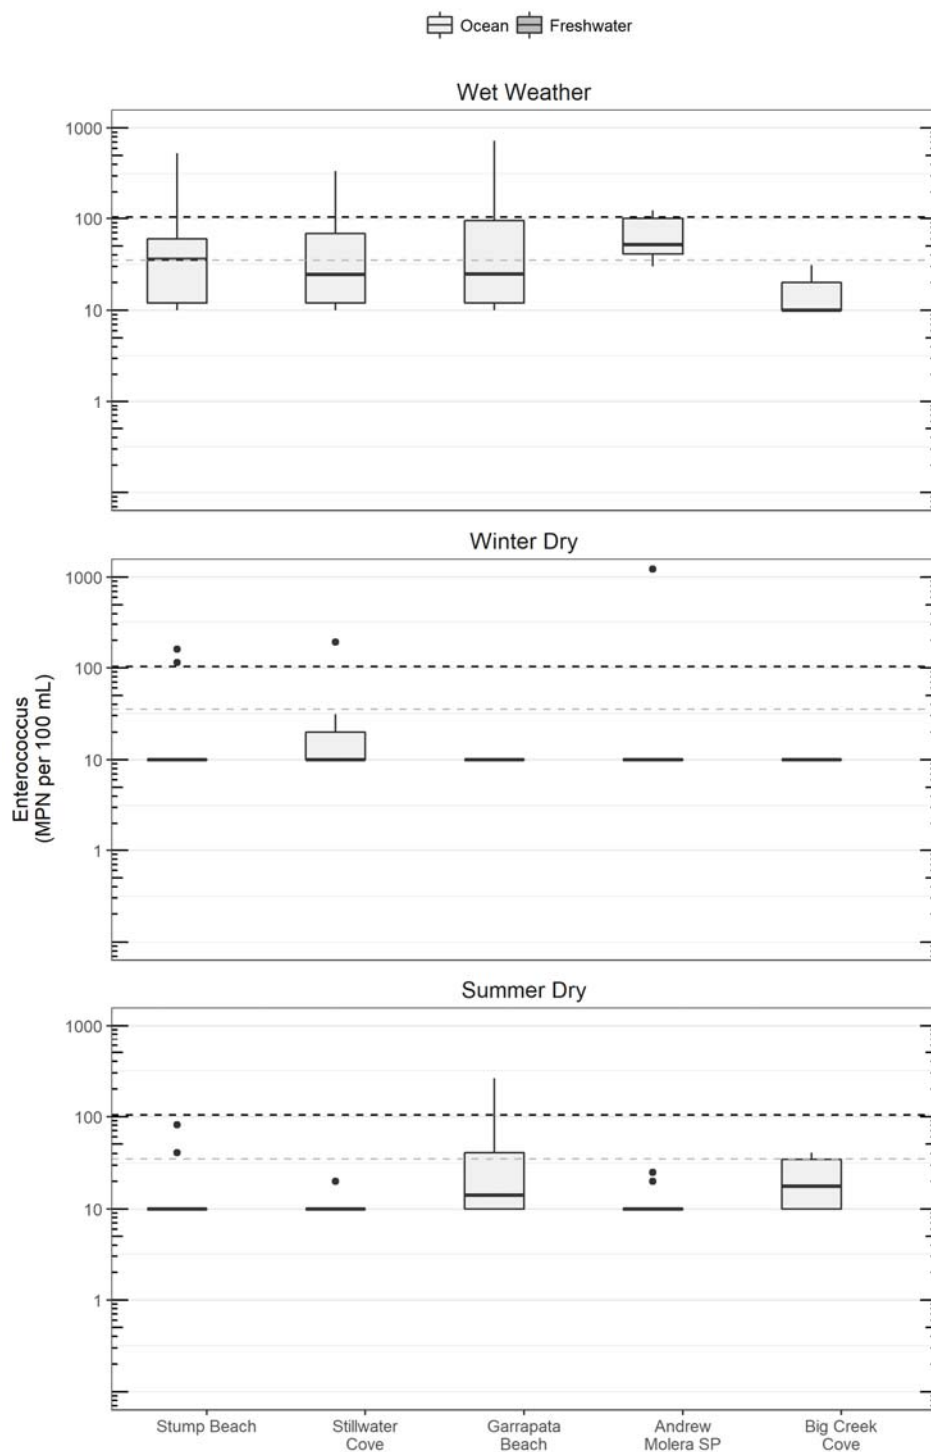 Ocean Freshwater
Wet Weather
1000
100
10
1
Winter Dry
1000
100
10
1
Enterococcus
(MPN per 100 mL)
Summer Dry
1000
100
10
1
Stump Beach Stillwater Garrapata Andrew Big Creek
Cove Beach Molera SP Cove